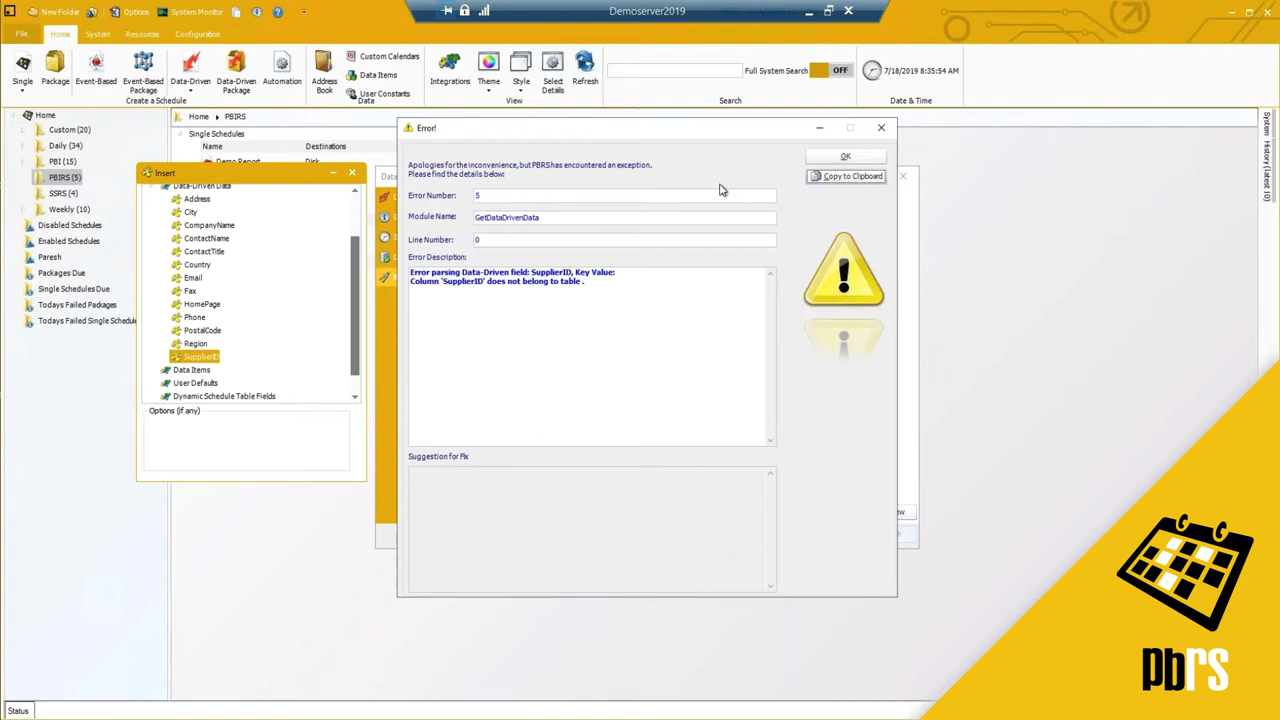 New Folder
Options
System Monitor
Demoserver2019
File
Home
System
Resources
Configuration
Single
Package
Event-Based
Event-Based
Package
Data-Driven
Data-Driven
Package
Automation
Address
Book
Custom Calendars
Data Items
User Constants
Integrations
Theme
Style
Select
Details
Refresh
Full System Search
OFF
7/18/2019 8:35:54 AM
Create a Schedule
Data
View
Search
Date & Time
Home
Custom (20)
Daily (34)
PBI (15)
PBIRS (5)
SSRS (4)
Weekly (10)
Disabled Schedules
Enabled Schedules
Paresh
Packages Due
Single Schedules Due
Todays Failed Packages
Todays Failed Single Schedule
Home
PBIRS
Single Schedules
Name
Destinations
Demo Report
Disk
Insert
Data-Driven Data
Address
City
CompanyName
ContactName
ContactTitle
Country
Email
Fax
HomePage
Phone
PostalCode
Region
SupplierID
Data Items
User Defaults
Dynamic Schedule Table Fields
Options (if any)
Error!
Apologies for the inconvenience, but PBRS has encountered an exception.
Please find the details below:
OK
Copy to Clipboard
Error Number:
5
Module Name:
GetDataDrivenData
Line Number:
0
Error Description:
Error parsing Data-Driven field: SupplierID, Key Value:
Column 'SupplierID' does not belong to table .
Suggestion for Fix
System History (latest 10)
Status
pbrs